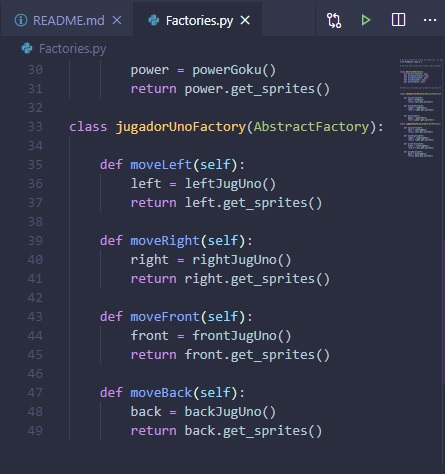 README.md
Factories.py
Factories.py
30 power = powerGoku()
31 return power.get_sprites()
32
33 class jugadorUnoFactory(AbstractFactory):
34
35 def moveLeft(self):
36 left = leftJugUno()
37 return left.get_sprites()
38
39 def moveRight(self):
40 right = rightJugUno()
41 return right.get_sprites()
42
43 def moveFront(self):
44 front = frontJugUno()
45 return front.get_sprites()
46
47 def moveBack(self):
48 back = backJugUno()
49 return back.get_sprites()